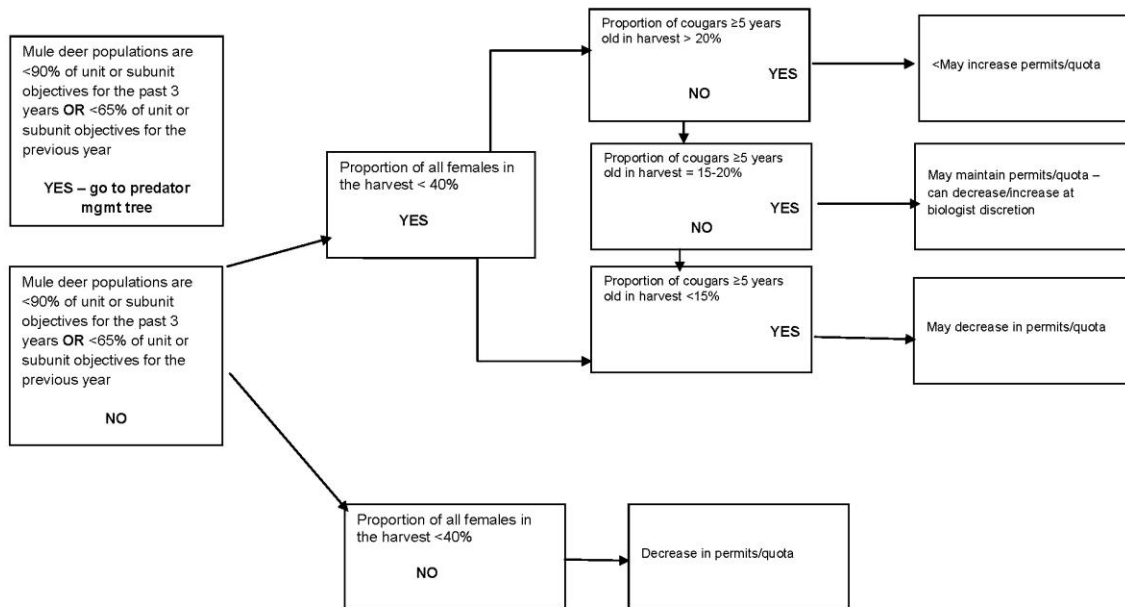 Mule deer populations are
<90% of unit or subunit
objectives for the past 3
years OR <65% of unit or
subunit objectives for the
previous year
YES – go to predator
mgmt tree
Mule deer populations are
<90% of unit or subunit
objectives for the past 3
years OR <65% of unit or
subunit objectives for the
previous year
NO
Proportion of all females in
the harvest < 40%
YES
Proportion of cougars ≥5 years
old in harvest > 20%
YES
NO
<May increase permits/quota
Proportion of cougars ≥5 years
old in harvest = 15-20%
YES
NO
May maintain permits/quota –
can decrease/increase at
biologist discretion
Proportion of cougars ≥5 years
old in harvest <15%
YES
May decrease in permits/quota
Proportion of all females in
the harvest <40%
NO
Decrease in permits/quota